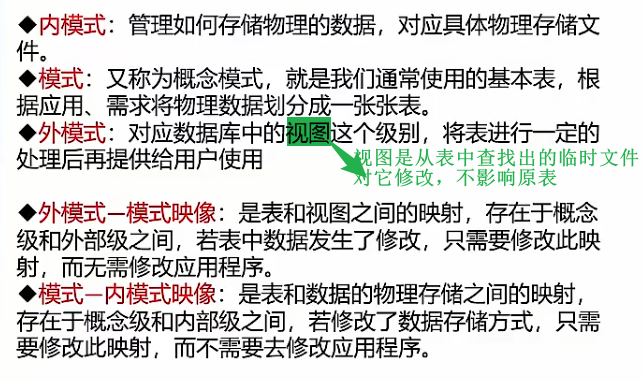 ◆内模式：管理如何存储物理的数据，对应具体物理存储文
件。
◆模式：又称为概念模式，就是我们通常使用的基本表，根
据应用、需求将物理数据划分成一张张表。
◆外模式：对应数据库中的视图这个级别，将表进行一定的
处理后再提供给用户使用
视图是从表中查找出的临时文件
对它修改，不影响原表
◆外模式—模式映像：是表和视图之间的映射，存在于概念
级和外部级之间，若表中数据发生了修改，只需要修改此映
射，而无需修改应用程序。
◆模式—内模式映像：是表和数据的物理存储之间的映射，
存在于概念级和内部级之间，若修改了数据存储方式，只需
要修改此映射，而不需要去修改应用程序。